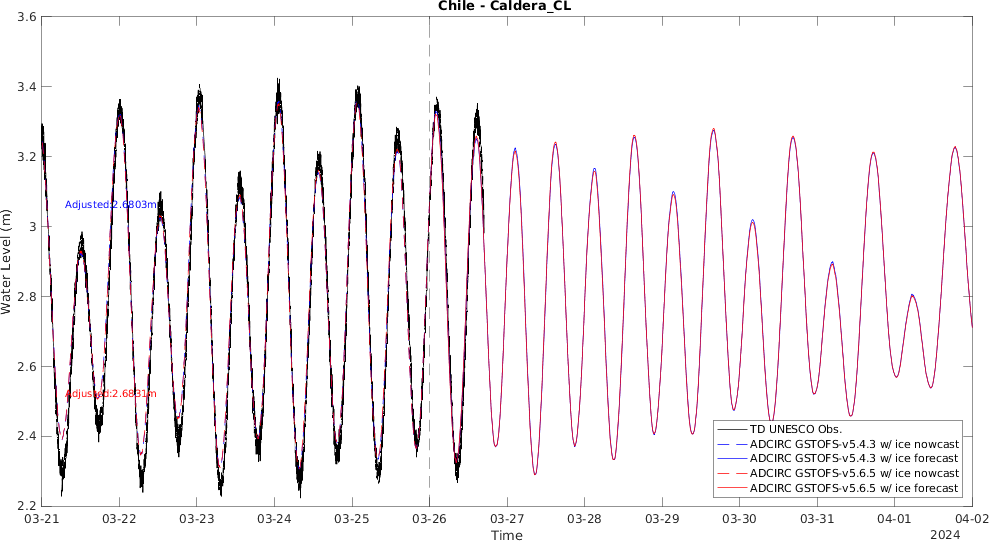 Chile - Caldera_CL
3.6
3.4
3.2
3
2.8
2.6
2.4
2.2
Water Level (m)
Adjusted:2.6803m
Adjusted:2.6831m
TD UNESCO Obs.
ADCIRC GSTOFS-v5.4.3 w/ ice nowcast
ADCIRC GSTOFS-v5.4.3 w/ ice forecast
ADCIRC GSTOFS-v5.6.5 w/ ice nowcast
ADCIRC GSTOFS-v5.6.5 w/ ice forecast
03-21 03-22 03-23 03-24 03-25 03-26 03-27 03-28 03-29 03-30 03-31 04-01 04-02
Time
2024